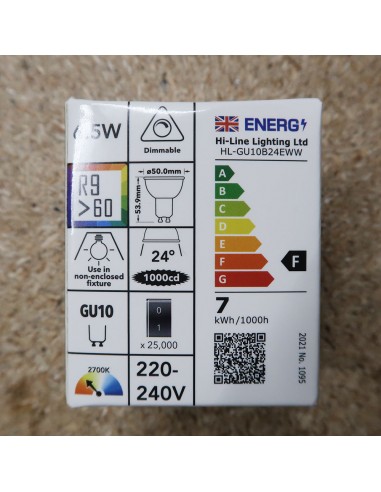 6.5W
Dimmable
R9
>60
ø50.0mm
53.9mm
Use in
non-enclosed
fixture
24°
1000cd
GU10
0
1
x 25,000
2700K
220-
240V
ENERG
Hi-Line Lighting Ltd
HL-GU10B24EWW
A
B
C
D
E
F
G
F
7
kWh/1000h
2021 No. 1095